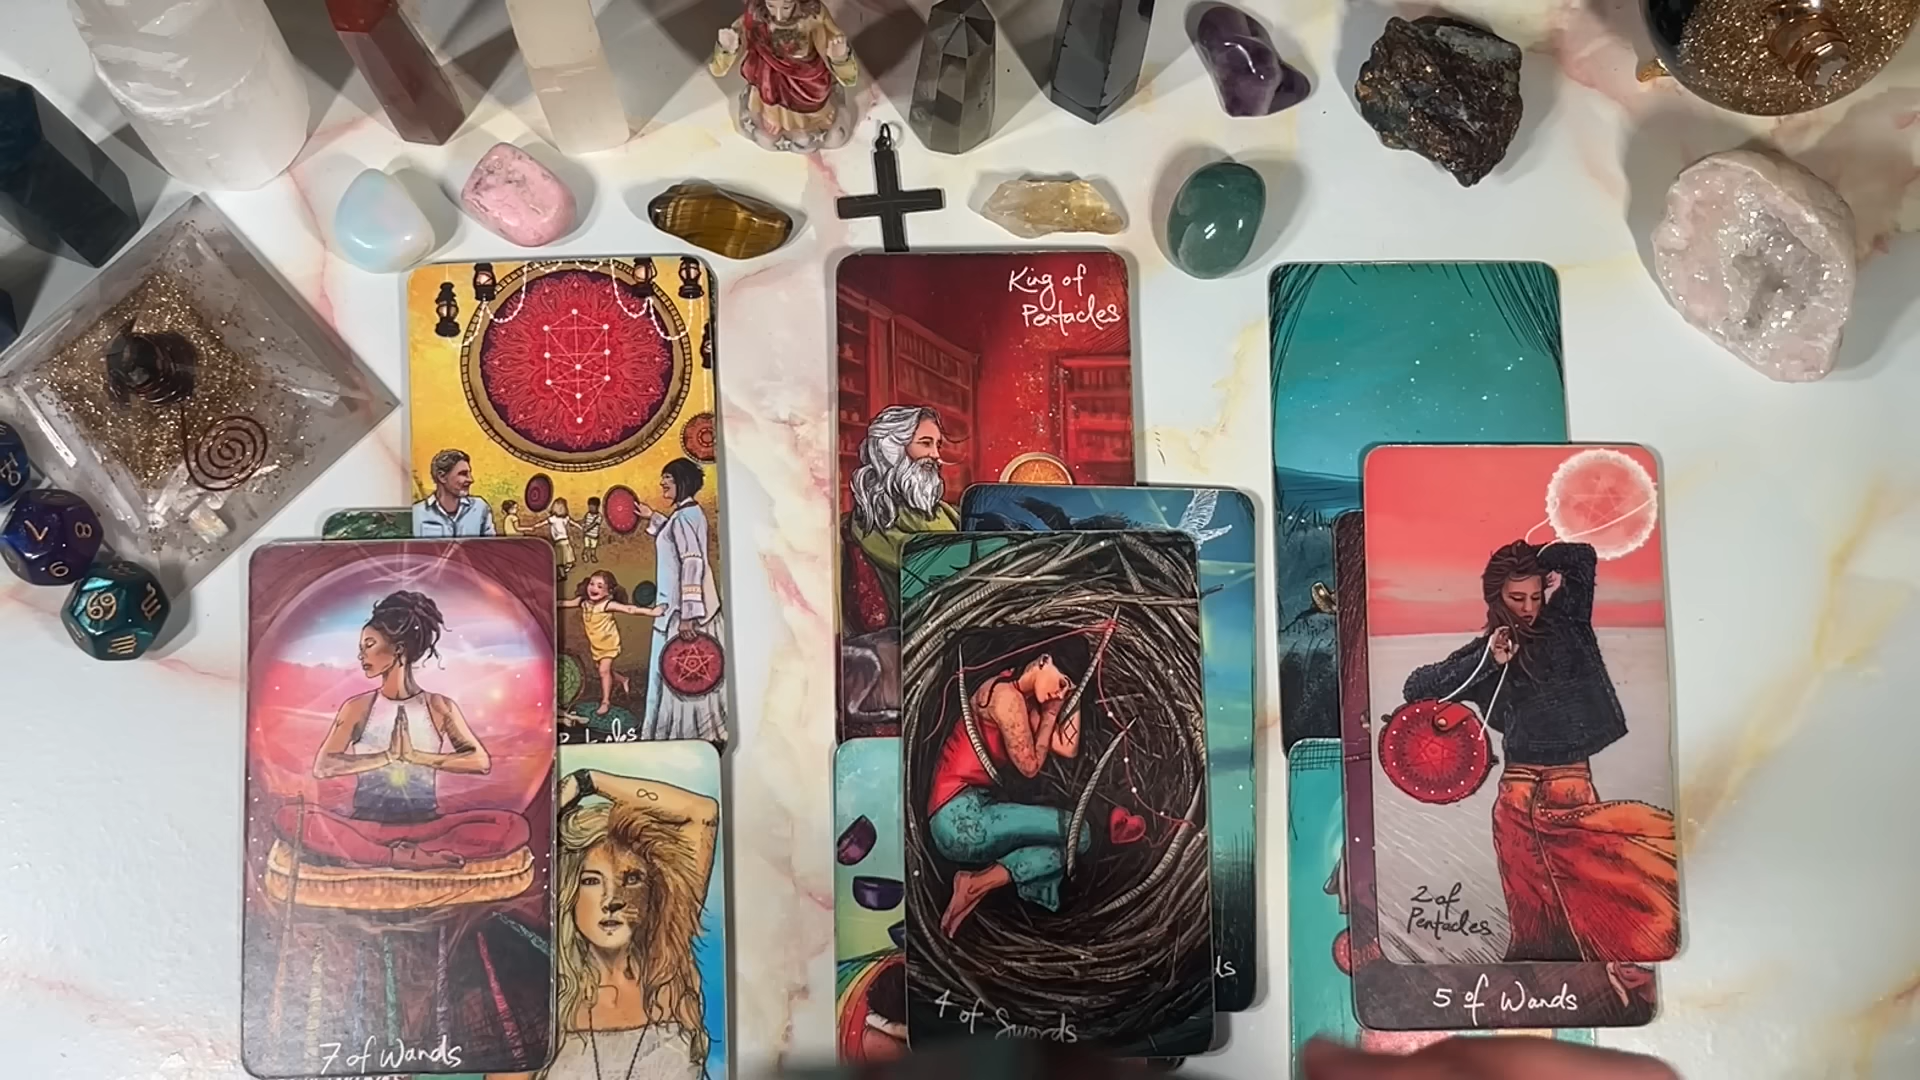 King of
Pentacles
2 of
Pentacles
4 of Swords
5 of Wands
7 of Wands